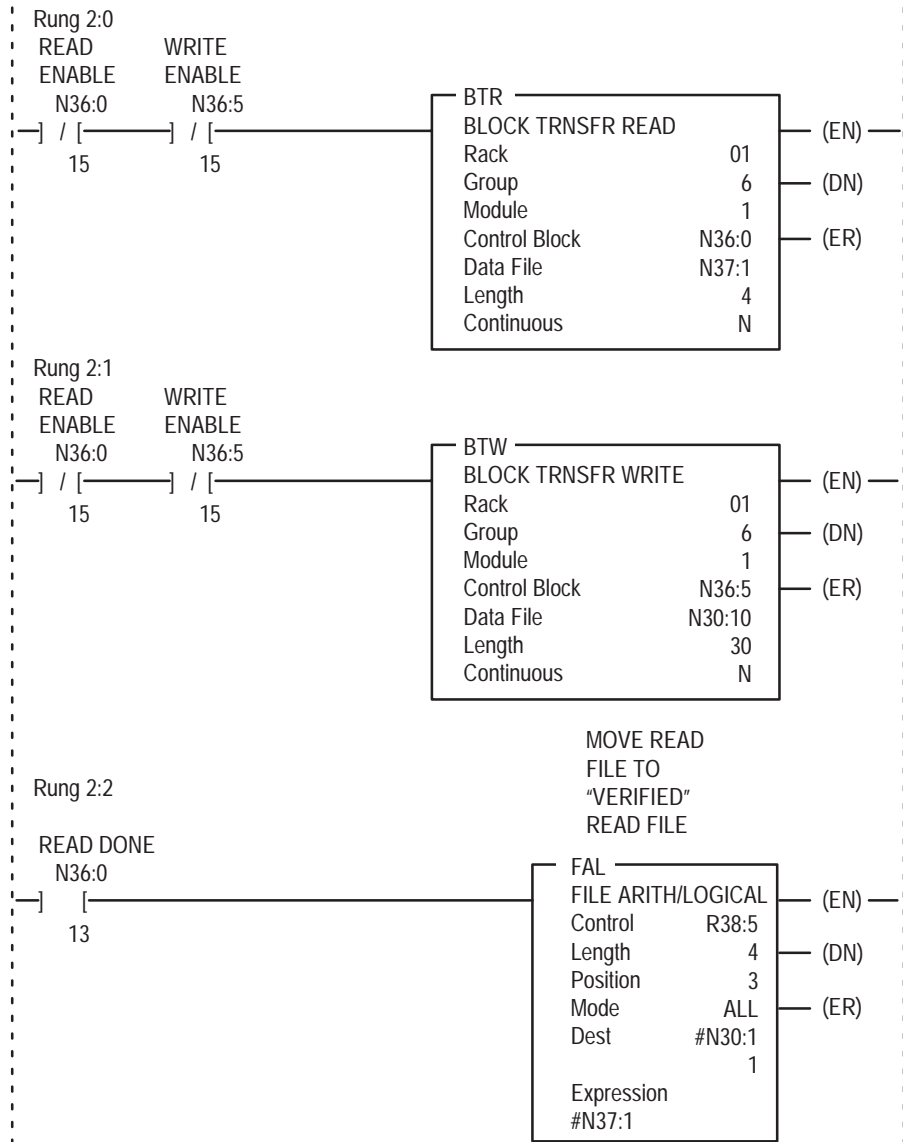 Rung 2:0
READ WRITE
ENABLE ENABLE
N36:0 N36:5
] / [ ] / [
15 15
BTR
BLOCK TRNSFR READ
Rack 01
Group 6
Module 1
Control Block N36:0
Data File N37:1
Length 4
Continuous N
(EN)
(DN)
(ER)
Rung 2:1
READ WRITE
ENABLE ENABLE
N36:0 N36:5
] / [ ] / [
15 15
BTW
BLOCK TRNSFR WRITE
Rack 01
Group 6
Module 1
Control Block N36:5
Data File N30:10
Length 30
Continuous N
(EN)
(DN)
(ER)
MOVE READ
FILE TO
“VERIFIED”
READ FILE
Rung 2:2
READ DONE
N36:0
] [
13
FAL
FILE ARITH/LOGICAL
Control R38:5
Length 4
Position 3
Mode ALL
Dest #N30:1
1
Expression
#N37:1
(EN)
(DN)
(ER)